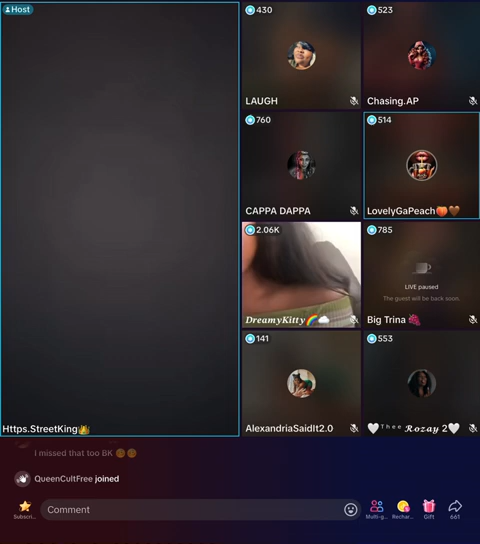 Host
Https.StreetKing👑
430
LAUGH
523
Chasing.AP
760
CAPPA DAPPA
514
LovelyGaPeach🍑🤎
2.06K
DreamyKitty🌈☁️
785
LIVE paused
The guest will be back soon.
Big Trina 🍇
141
AlexandriaSaidIt2.0
553
🤍ᵀʰᵉᵉ 𝓡𝓸𝔃𝓪𝔂 2🤍
I missed that too BK
QueenCultFree joined
Subscri...
Comment
Multi-g...
Rechar...
Gift
661